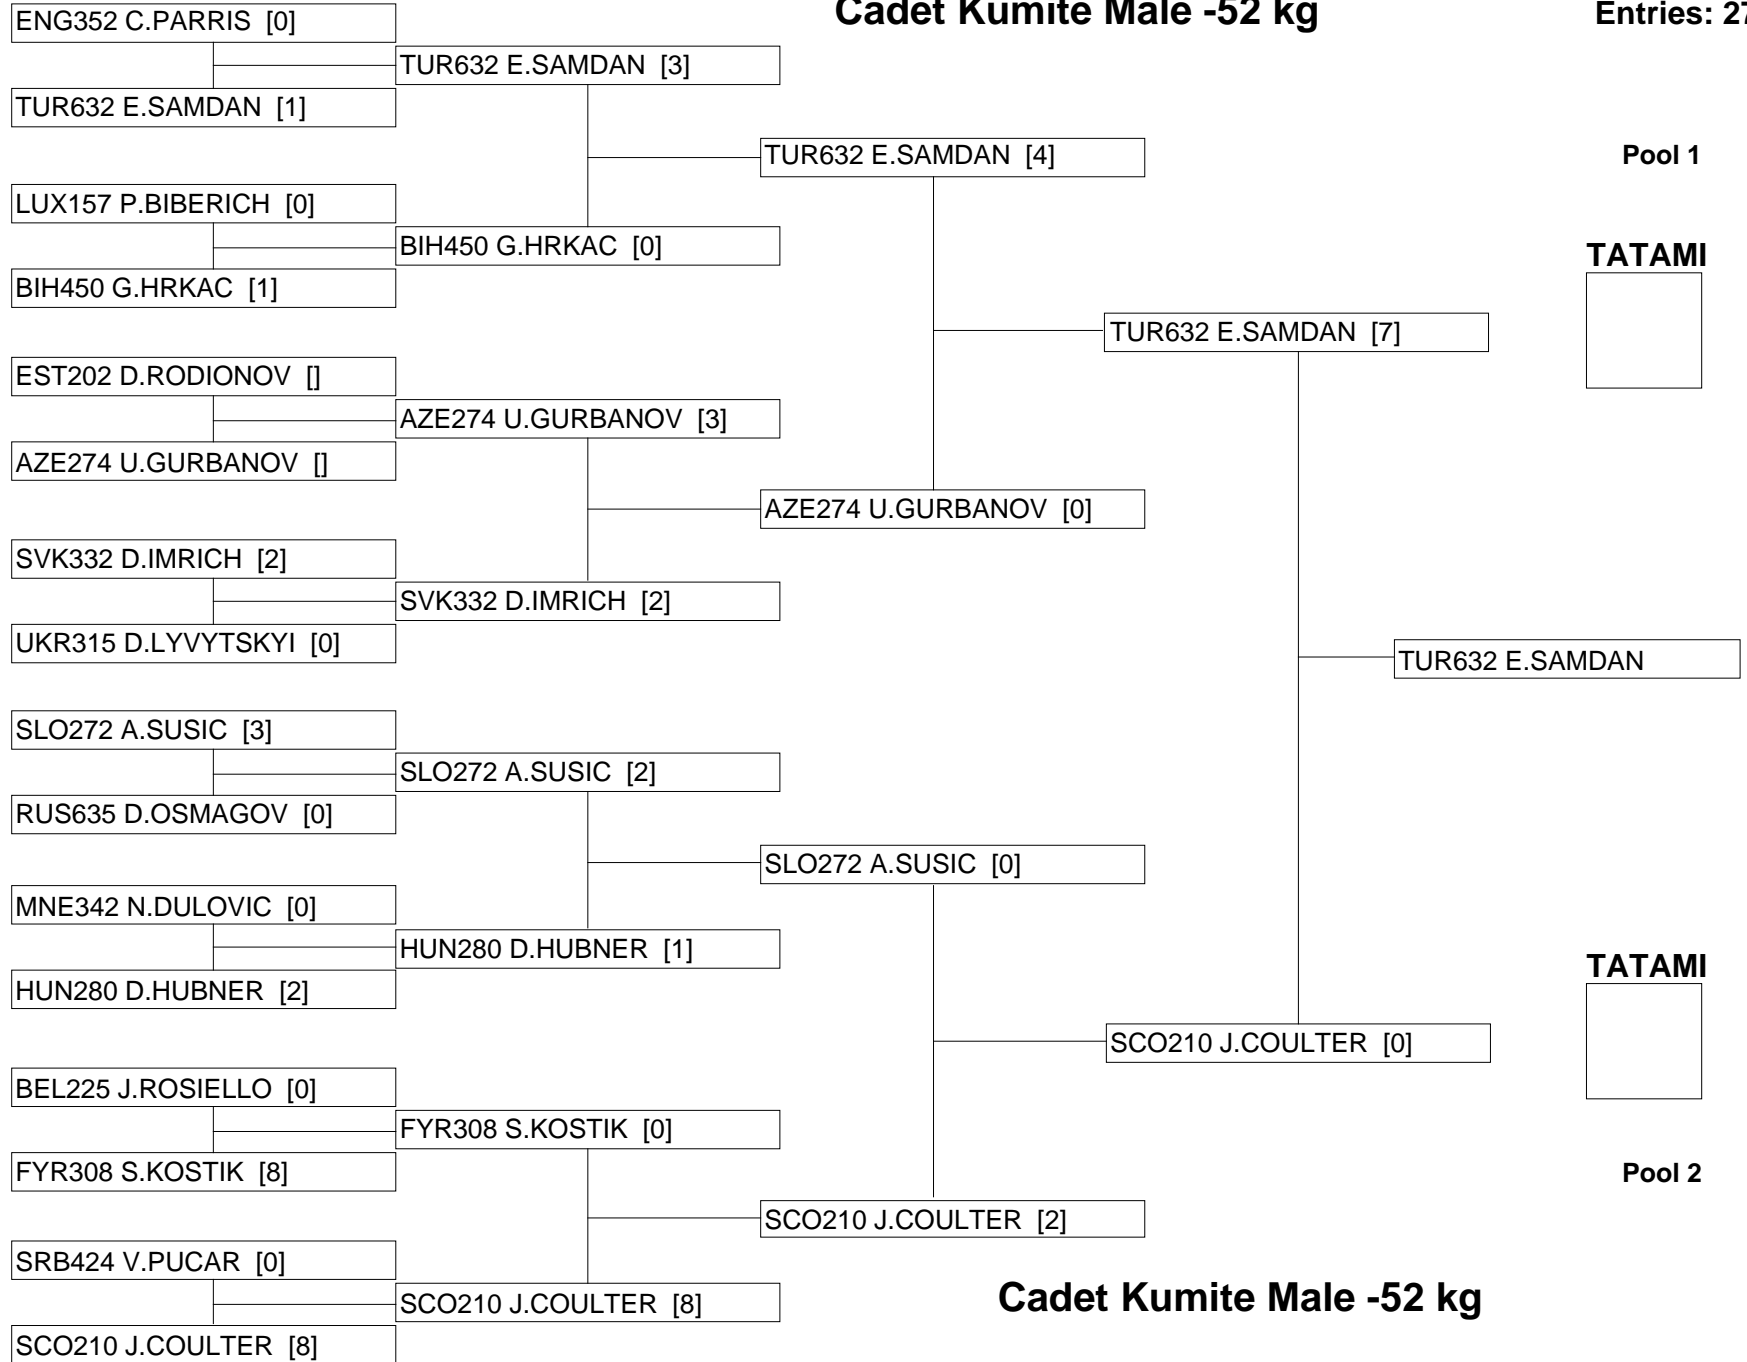 Cadet Kumite Male -52 kg
Entries: 27
ENG352 C.PARRIS [0]
TUR632 E.SAMDAN [3]
TUR632 E.SAMDAN [1]
TUR632 E.SAMDAN [4]
Pool 1
LUX157 P.BIBERICH [0]
BIH450 G.HRKAC [0]
TATAMI
BIH450 G.HRKAC [1]
TUR632 E.SAMDAN [7]
EST202 D.RODIONOV []
AZE274 U.GURBANOV [3]
AZE274 U.GURBANOV []
AZE274 U.GURBANOV [0]
SVK332 D.IMRICH [2]
SVK332 D.IMRICH [2]
UKR315 D.LYVYTSKYI [0]
TUR632 E.SAMDAN
SLO272 A.SUSIC [3]
SLO272 A.SUSIC [2]
RUS635 D.OSMAGOV [0]
SLO272 A.SUSIC [0]
MNE342 N.DULOVIC [0]
HUN280 D.HUBNER [1]
TATAMI
HUN280 D.HUBNER [2]
SCO210 J.COULTER [0]
BEL225 J.ROSIELLO [0]
FYR308 S.KOSTIK [0]
FYR308 S.KOSTIK [8]
Pool 2
SCO210 J.COULTER [2]
SRB424 V.PUCAR [0]
SCO210 J.COULTER [8]
Cadet Kumite Male -52 kg
SCO210 J.COULTER [8]